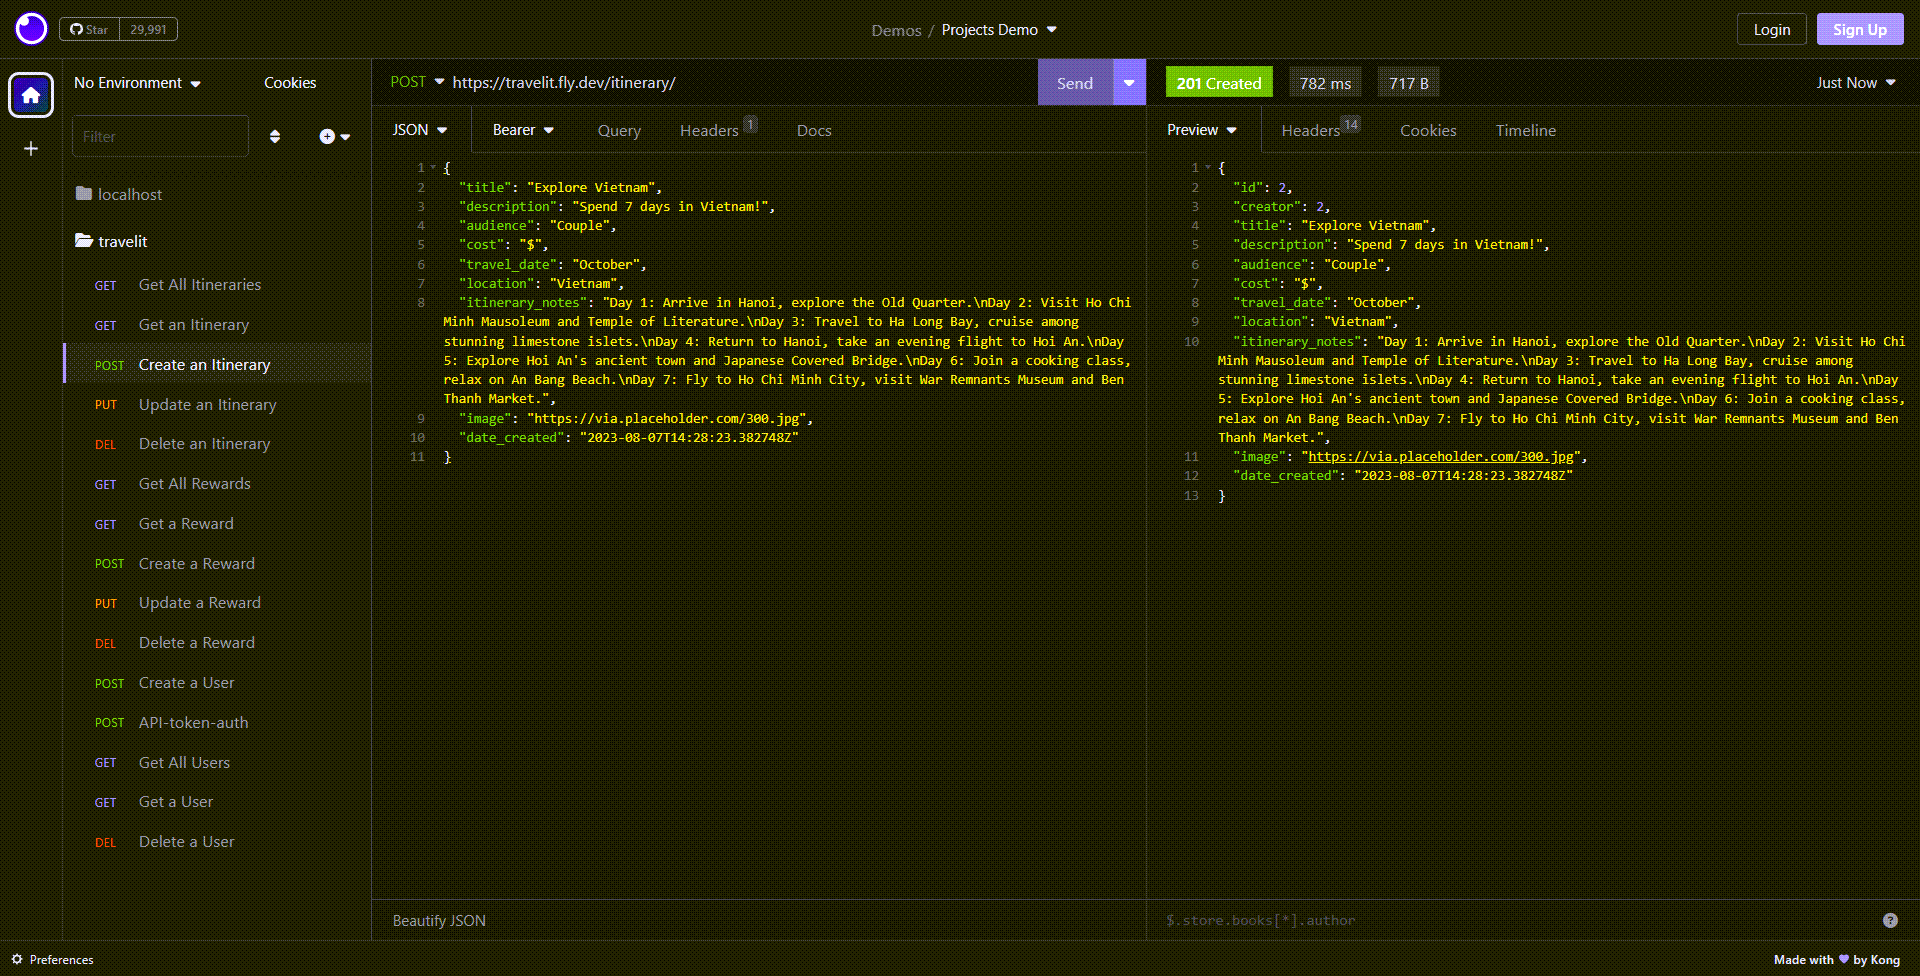 Star 29,991
Demos / Projects Demo
Login
Sign Up
No Environment
Cookies
Filter
localhost
travelit
GET Get All Itineraries
GET Get an Itinerary
POST Create an Itinerary
PUT Update an Itinerary
DEL Delete an Itinerary
GET Get All Rewards
GET Get a Reward
POST Create a Reward
PUT Update a Reward
DEL Delete a Reward
POST Create a User
POST API-token-auth
GET Get All Users
GET Get a User
DEL Delete a User
POST https://travelit.fly.dev/itinerary/
Send
JSON Bearer Query Headers 1 Docs
1 {
2 "title": "Explore Vietnam",
3 "description": "Spend 7 days in Vietnam!",
4 "audience": "Couple",
5 "cost": "$",
6 "travel_date": "October",
7 "location": "Vietnam",
8 "itinerary_notes": "Day 1: Arrive in Hanoi, explore the Old Quarter.\nDay 2: Visit Ho Chi
Minh Mausoleum and Temple of Literature.\nDay 3: Travel to Ha Long Bay, cruise among
stunning limestone islets.\nDay 4: Return to Hanoi, take an evening flight to Hoi An.\nDay
5: Explore Hoi An's ancient town and Japanese Covered Bridge.\nDay 6: Join a cooking class,
relax on An Bang Beach.\nDay 7: Fly to Ho Chi Minh City, visit War Remnants Museum and Ben
Thanh Market.",
9 "image": "https://via.placeholder.com/300.jpg",
10 "date_created": "2023-08-07T14:28:23.382748Z"
11 }
Beautify JSON
201 Created 782 ms 717 B
Just Now
Preview Headers 14 Cookies Timeline
1 {
2 "id": 2,
3 "creator": 2,
4 "title": "Explore Vietnam",
5 "description": "Spend 7 days in Vietnam!",
6 "audience": "Couple",
7 "cost": "$",
8 "travel_date": "October",
9 "location": "Vietnam",
10 "itinerary_notes": "Day 1: Arrive in Hanoi, explore the Old Quarter.\nDay 2: Visit Ho Chi
Minh Mausoleum and Temple of Literature.\nDay 3: Travel to Ha Long Bay, cruise among
stunning limestone islets.\nDay 4: Return to Hanoi, take an evening flight to Hoi An.\nDay
5: Explore Hoi An's ancient town and Japanese Covered Bridge.\nDay 6: Join a cooking class,
relax on An Bang Beach.\nDay 7: Fly to Ho Chi Minh City, visit War Remnants Museum and Ben
Thanh Market.",
11 "image": "https://via.placeholder.com/300.jpg",
12 "date_created": "2023-08-07T14:28:23.382748Z"
13 }
$.store.books[*].author
?
Preferences
Made with by Kong